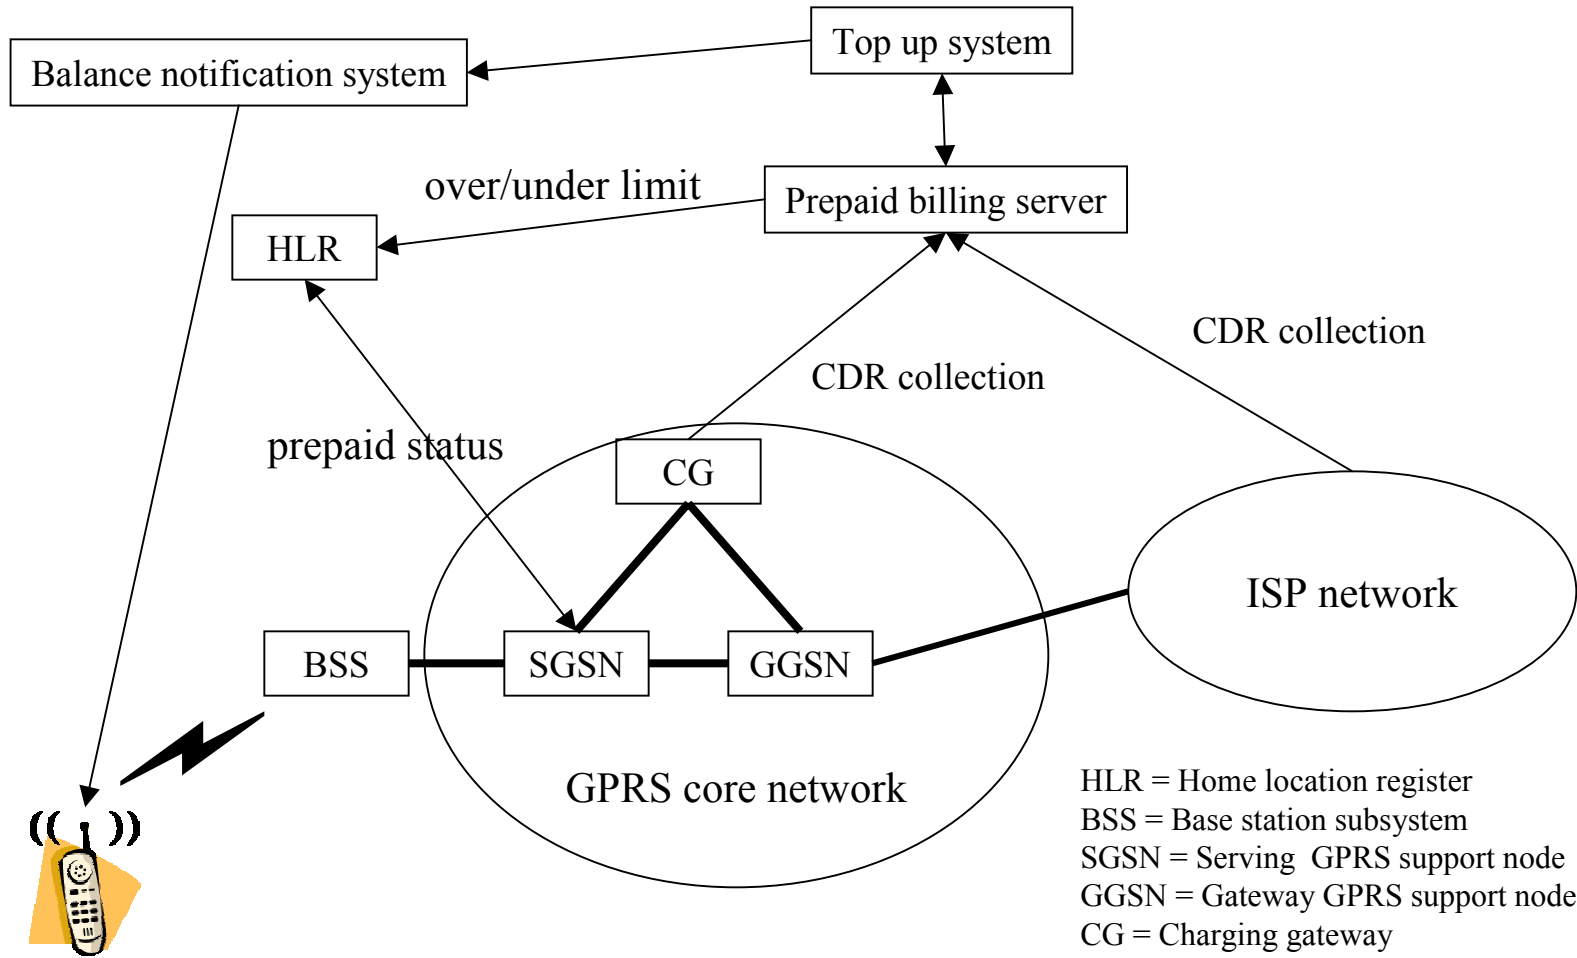 Top up system
Balance notification system
over/under limit
Prepaid billing server
HLR
CDR collection
CDR collection
prepaid status
CG
ISP network
BSS
SGSN
GGSN
GPRS core network
HLR = Home location register
BSS = Base station subsystem
SGSN = Serving  GPRS support node
GGSN = Gateway GPRS support node
CG = Charging gateway